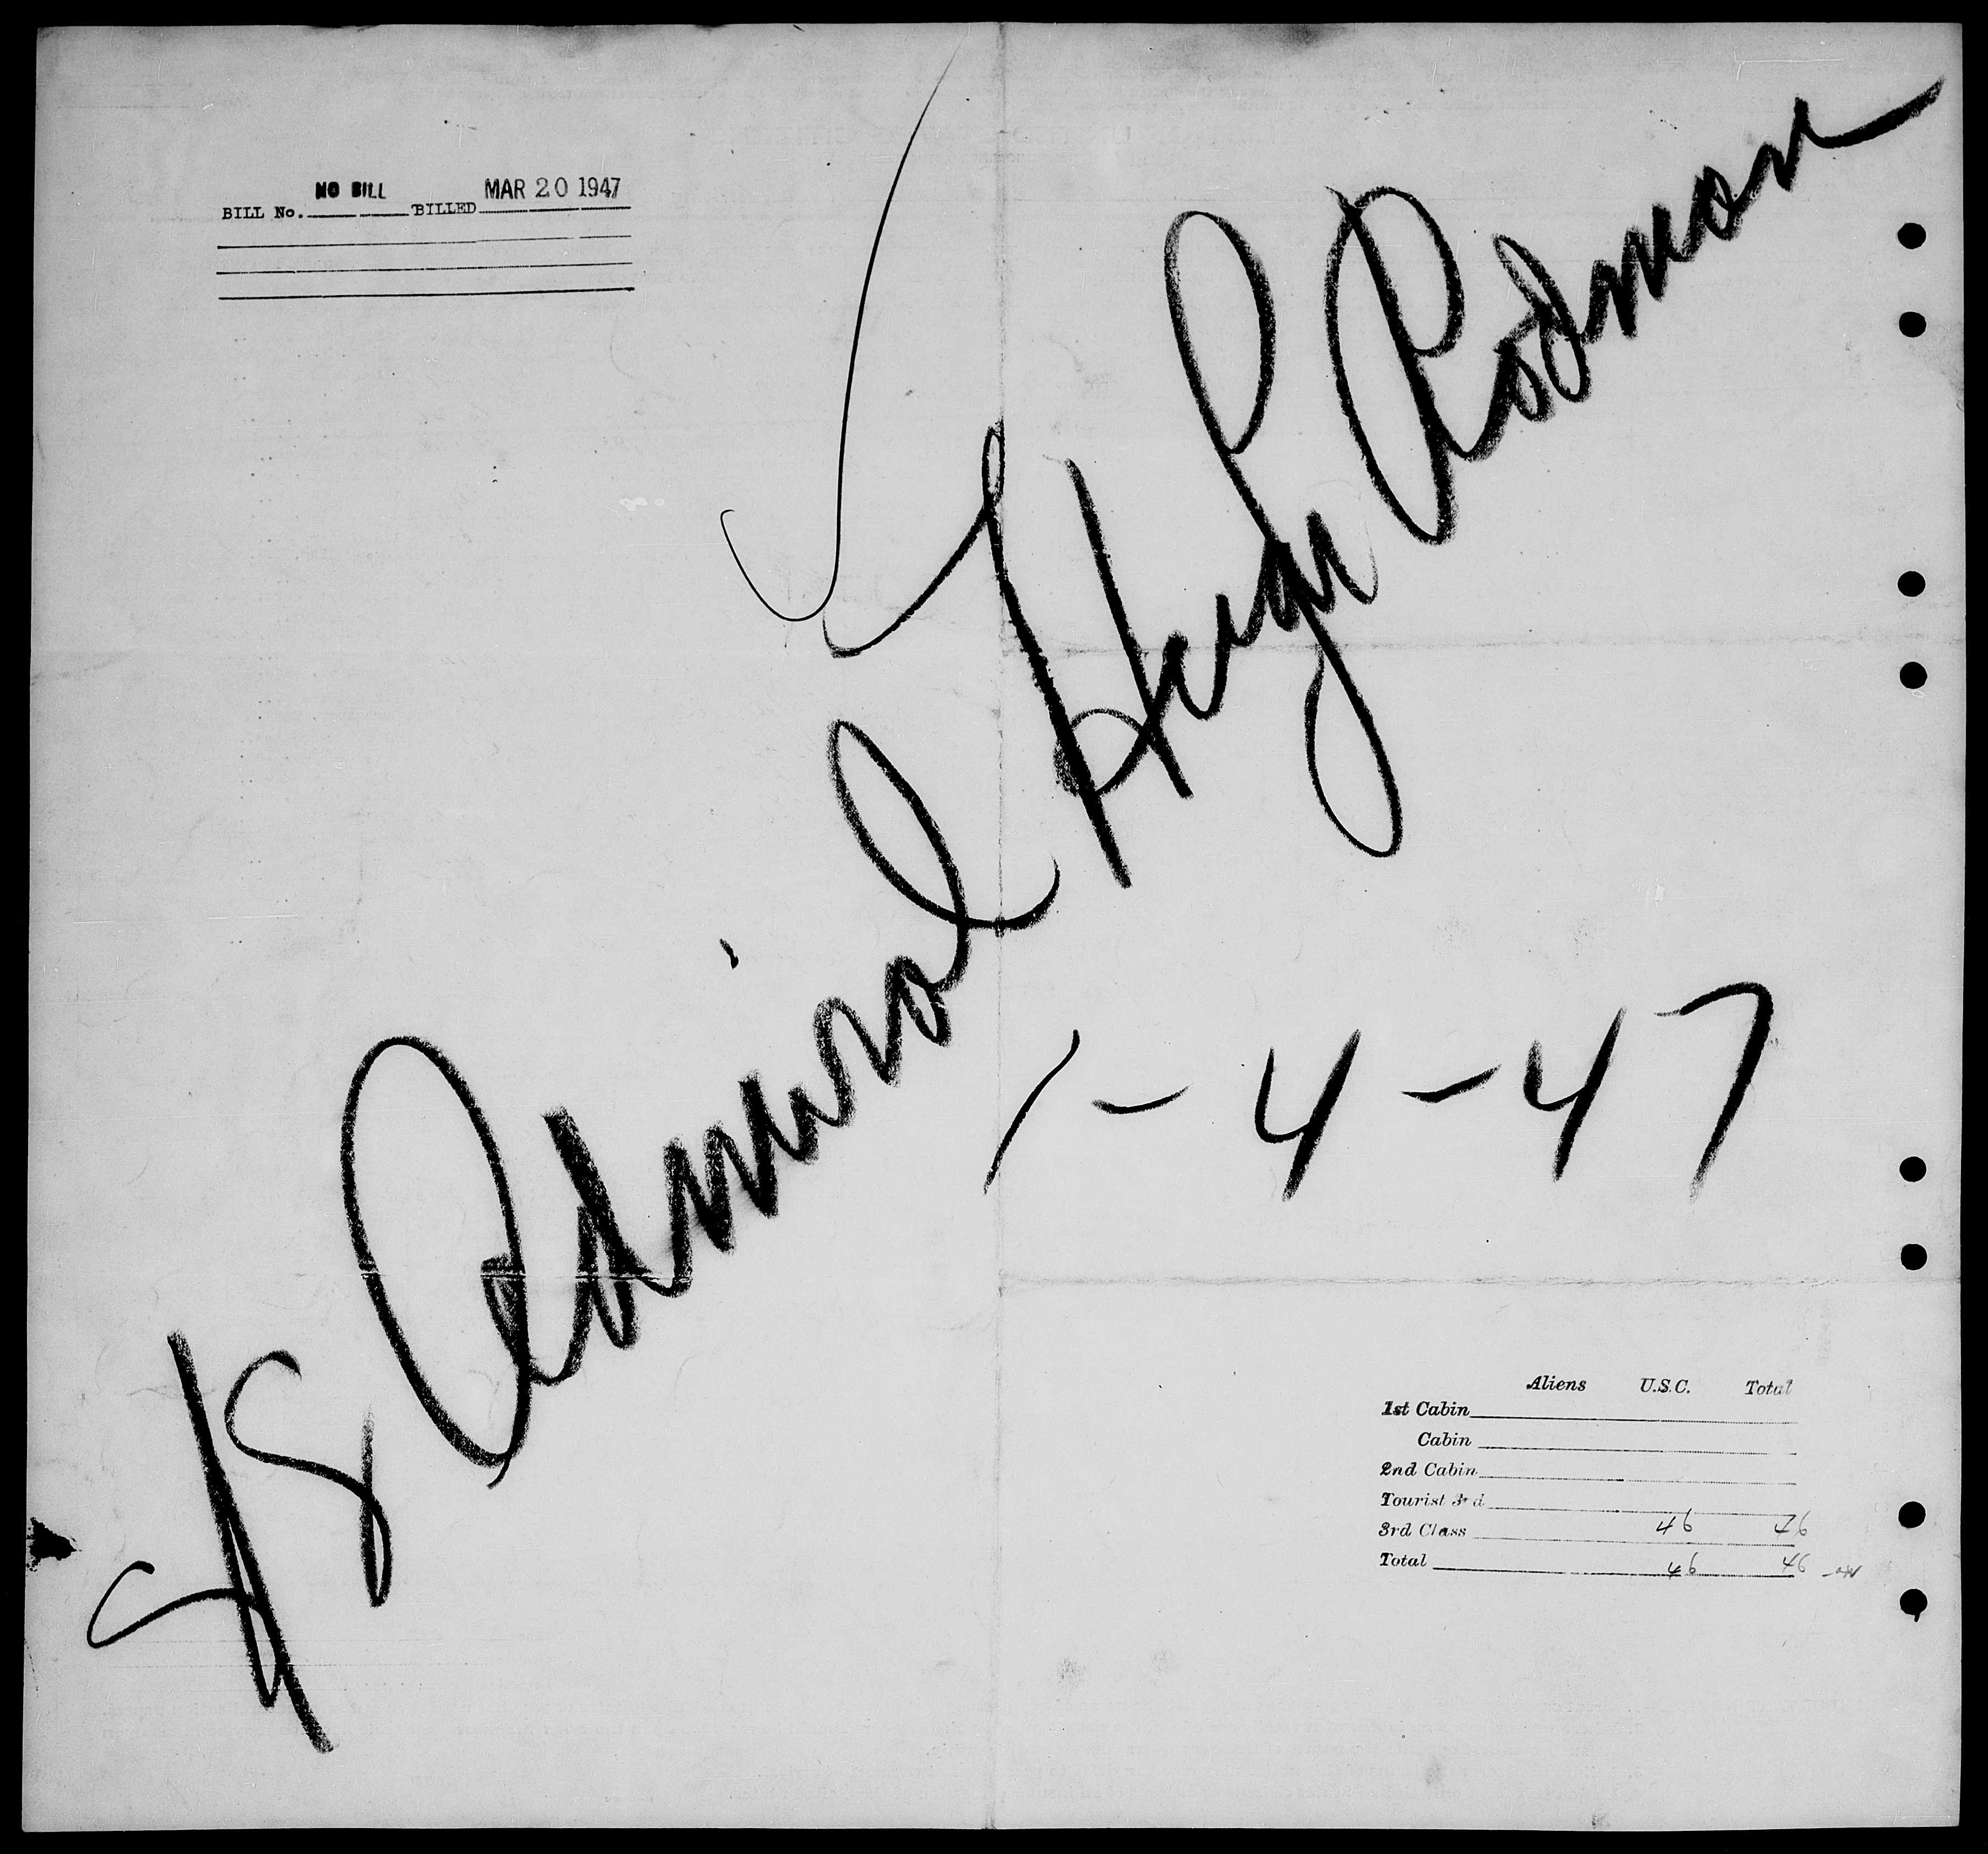 NO BILL MAR 20 1947
BILL No. BILLED
SS Admiral Hugh Rodman
1-4-47
Aliens U.S.C. Total
1st Cabin
Cabin
2nd Cabin
Tourist 3rd
3rd Class 46 46
Total 46 46